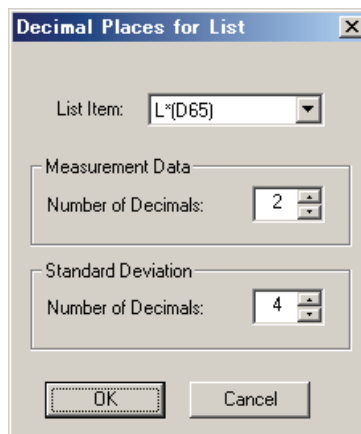 Decimal Places for List
List Item: L*(D65)
Measurement Data
Number of Decimals: 2
Standard Deviation
Number of Decimals: 4
OK Cancel